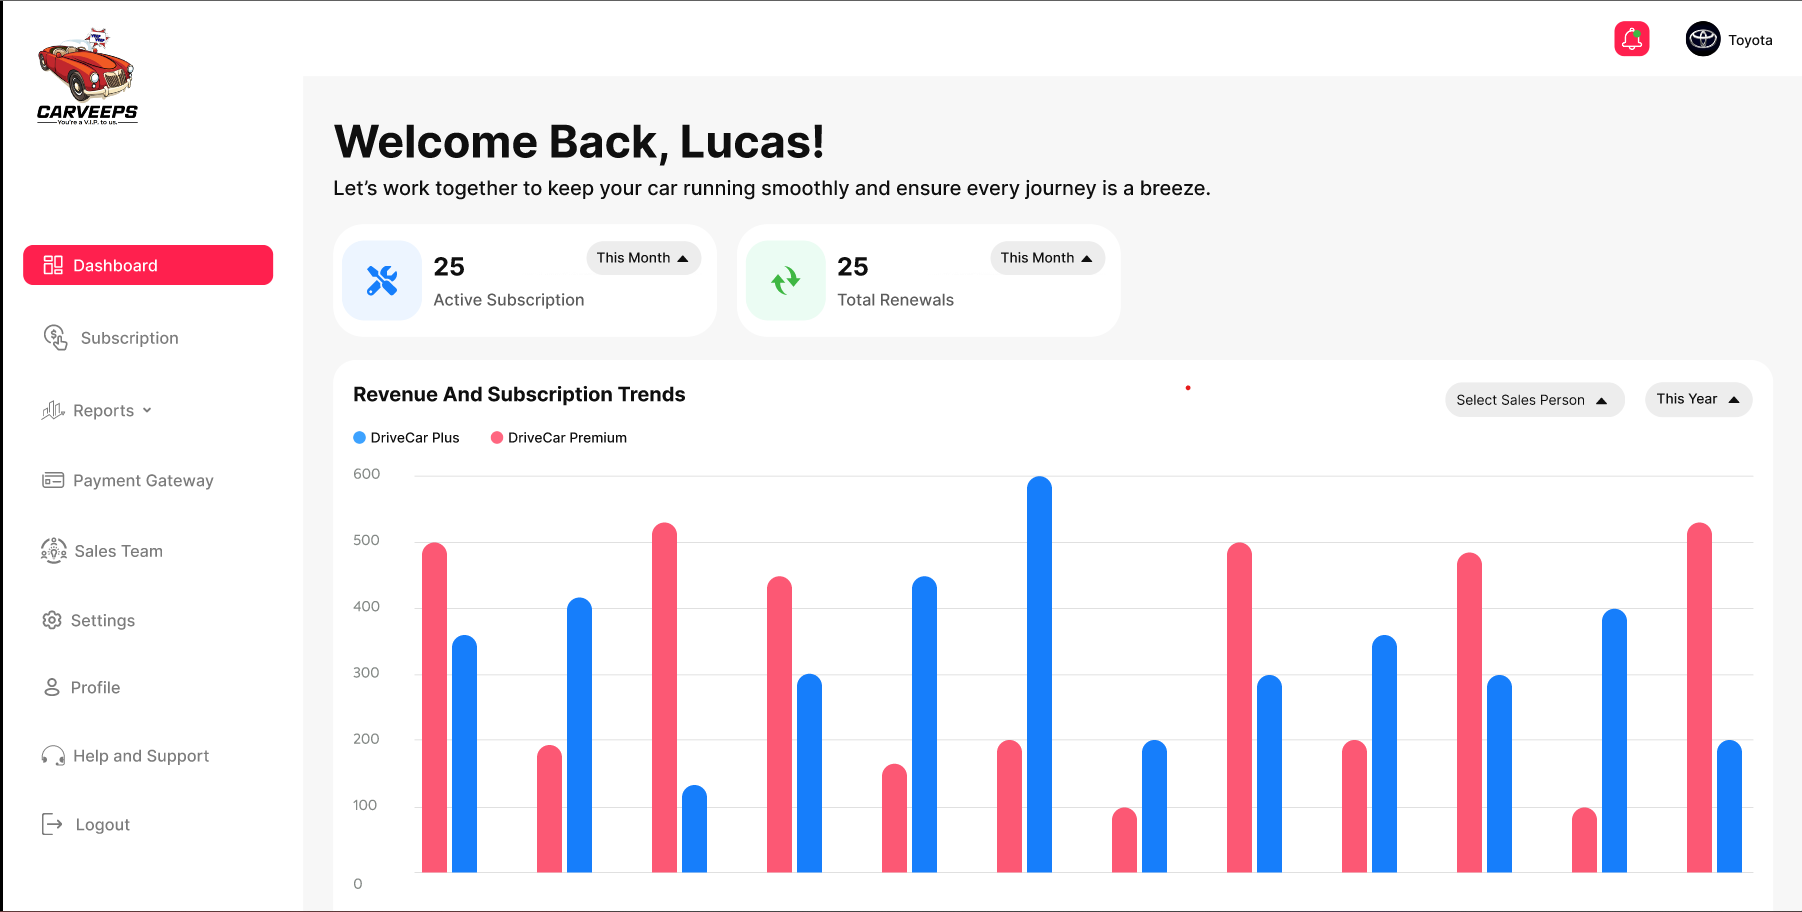 CARVEEPS
You're a V.I.P. to us.
Toyota
Welcome Back, Lucas!
Let's work together to keep your car running smoothly and ensure every journey is a breeze.
Dashboard
Subscription
Reports
Payment Gateway
Sales Team
Settings
Profile
Help and Support
Logout
25
Active Subscription
This Month
25
Total Renewals
This Month
Revenue And Subscription Trends
Select Sales Person
This Year
DriveCar Plus
DriveCar Premium
600
500
400
300
200
100
0